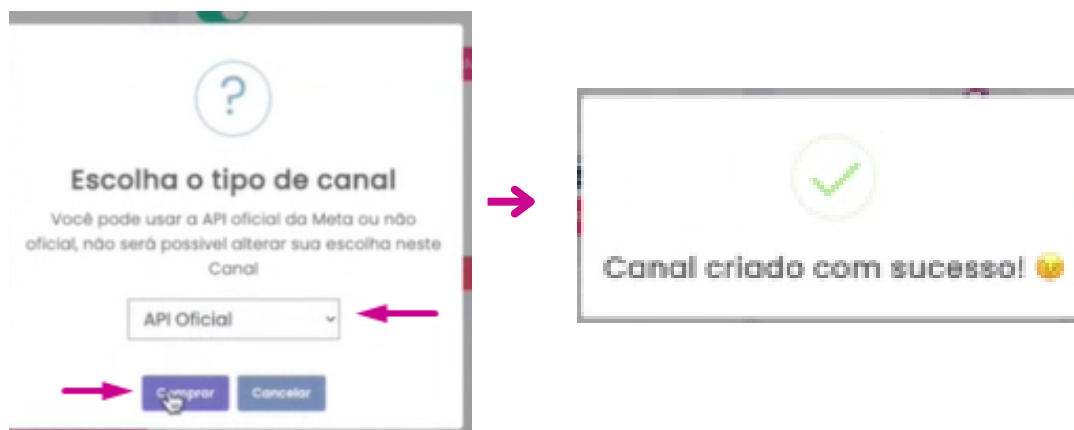 ?
Escolha o tipo de canal
Você pode usar a API oficial da Meta ou não
oficial, não será possivel alterar sua escolha neste
Canal
API Oficial
Comprar Cancelar
Canal criado com sucesso! 😉